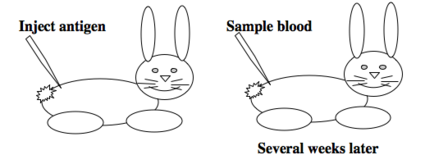 Inject antigen
Sample blood
Several weeks later